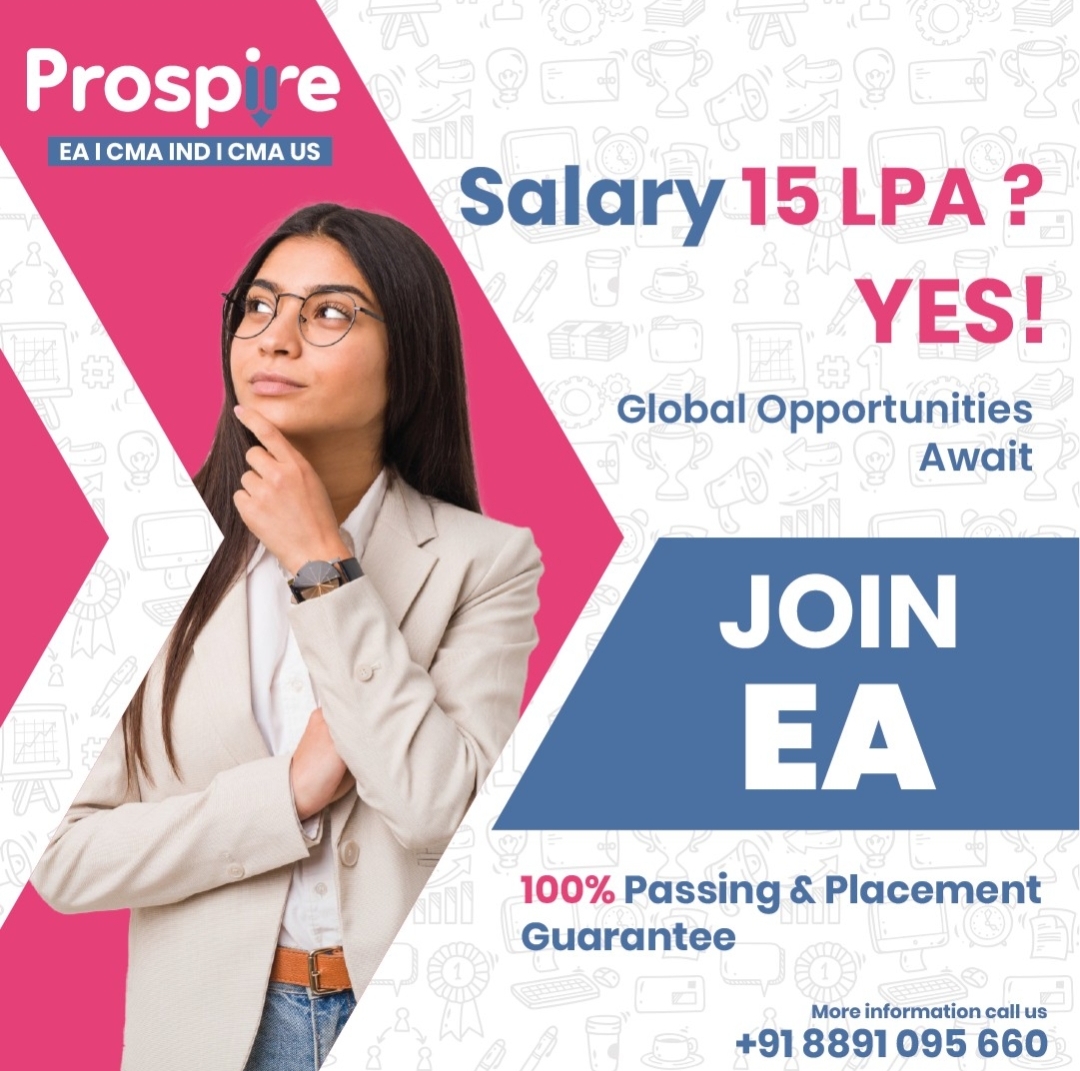 Prospire
EA I CMA IND I CMA US
Salary 15 LPA ?
YES!
Global Opportunities
Await
JOIN
EA
100% Passing & Placement
Guarantee
More information call us
+91 8891 095 660